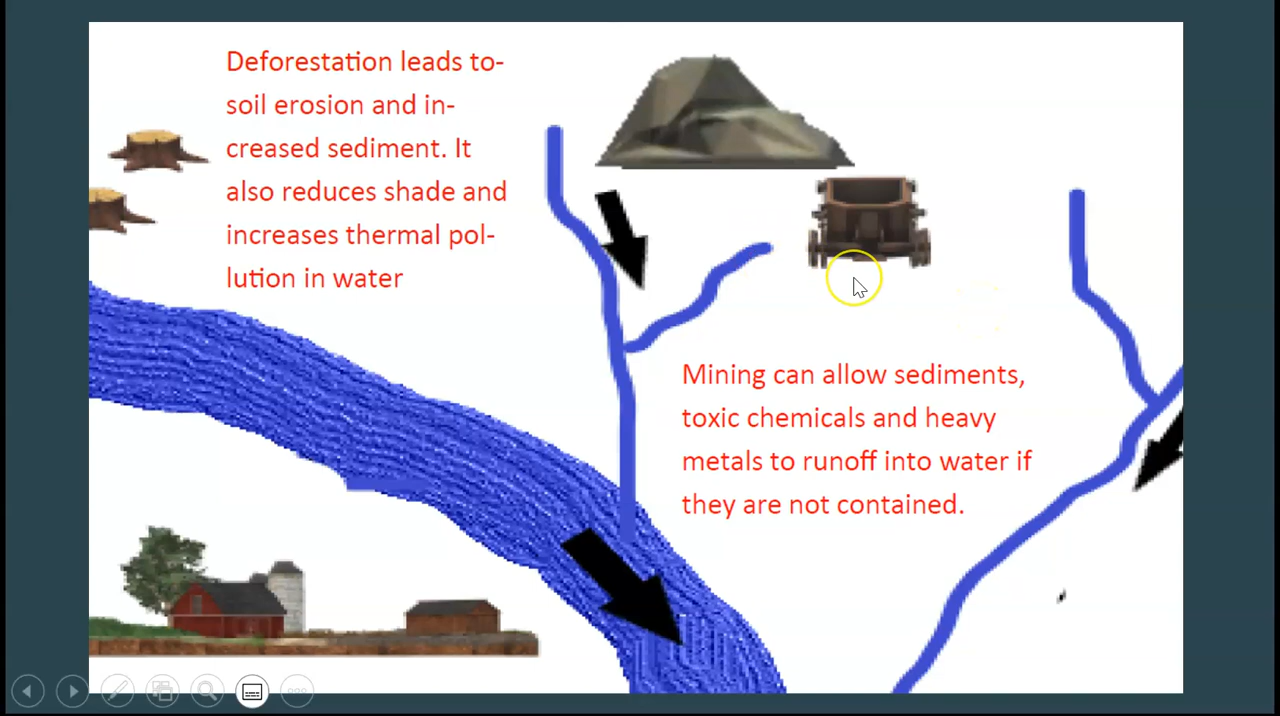 Deforestation leads to-
soil erosion and in-
creased sediment. It
also reduces shade and
increases thermal pol-
lution in water
Mining can allow sediments,
toxic chemicals and heavy
metals to runoff into water if
they are not contained.